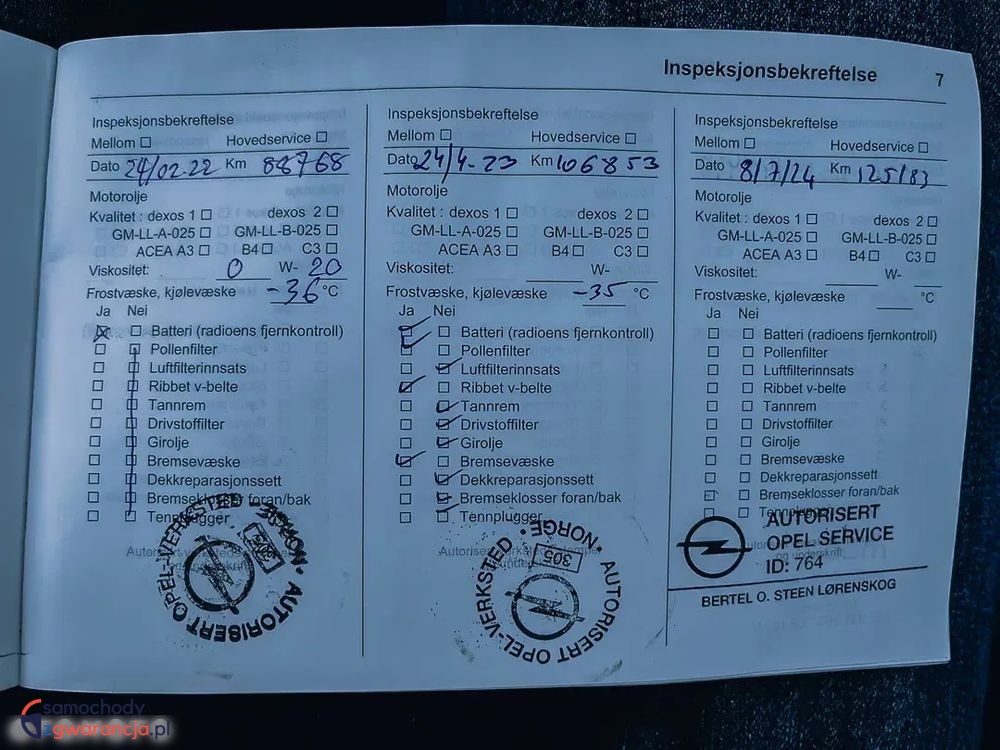 Inspeksjonsbekreftelse 7
Inspeksjonsbekreftelse
Mellom Hovedservice
Dato 24/02-22 Km 88768
Motorolje
Kvalitet : dexos 1 dexos 2
GM-LL-A-025 GM-LL-B-025
ACEA A3 B4 C3
Viskositet: 0 W- 20
Frostvæske, kjølevæske -36 °C
Ja Nei
Batteri (radioens fjernkontroll)
Pollenfilter
Luftfilterinnsats
Ribbet v-belte
Tannrem
Drivstoffilter
Girolje
Bremsevæske
Dekkreparasjonssett
Bremseklosser foran/bak
Tennplugger
AUTORISERT OPEL-VERKSTED • NORGE •
305
Inspeksjonsbekreftelse
Mellom Hovedservice
Dato 24/4-23 Km 106853
Motorolje
Kvalitet : dexos 1 dexos 2
GM-LL-A-025 GM-LL-B-025
ACEA A3 B4 C3
Viskositet: W-
Frostvæske, kjølevæske -35 °C
Ja Nei
Batteri (radioens fjernkontroll)
Pollenfilter
Luftfilterinnsats
Ribbet v-belte
Tannrem
Drivstoffilter
Girolje
Bremsevæske
Dekkreparasjonssett
Bremseklosser foran/bak
Tennplugger
AUTORISERT OPEL-VERKSTED • NORGE •
305
Inspeksjonsbekreftelse
Mellom Hovedservice
Dato 8/7/24 Km 125183
Motorolje
Kvalitet : dexos 1 dexos 2
GM-LL-A-025 GM-LL-B-025
ACEA A3 B4 C3
Viskositet: W-
Frostvæske, kjølevæske °C
Ja Nei
Batteri (radioens fjernkontroll)
Pollenfilter
Luftfilterinnsats
Ribbet v-belte
Tannrem
Drivstoffilter
Girolje
Bremsevæske
Dekkreparasjonssett
Bremseklosser foran/bak
Tennplugger
AUTORISERT
OPEL SERVICE
ID: 764
BERTEL O. STEEN LØRENSKOG
samochody
zgwarancja.pl